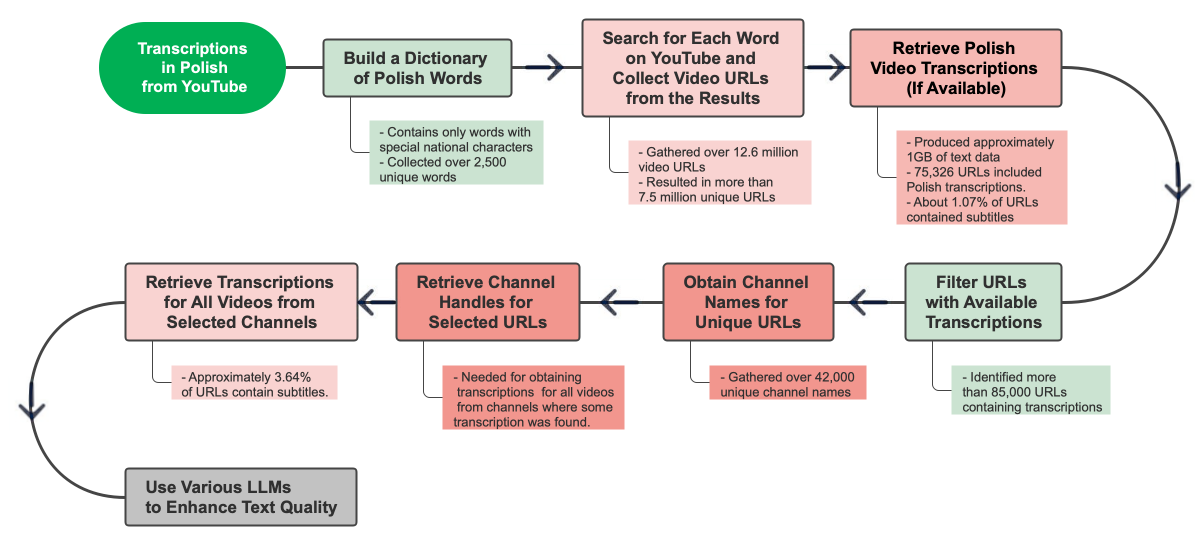 Transcriptions
in Polish
from YouTube
Build a Dictionary
of Polish Words
- Contains only words with
special national characters
- Collected over 2,500
unique words
Search for Each Word
on YouTube and
Collect Video URLs
from the Results
- Gathered over 12.6 million
video URLs
- Resulted in more than
7.5 million unique URLs
Retrieve Polish
Video Transcriptions
(If Available)
- Produced approximately
1GB of text data
- 75,326 URLs included
Polish transcriptions.
- About 1.07% of URLs
contained subtitles
Filter URLs
with Available
Transcriptions
- Identified more
than 85,000 URLs
containing transcriptions
Obtain Channel
Names for
Unique URLs
- Gathered over 42,000
unique channel names
Retrieve Channel
Handles for
Selected URLs
- Needed for obtaining
transcriptions for all videos
from channels where some
transcription was found.
Retrieve Transcriptions
for All Videos from
Selected Channels
- Approximately 3.64%
of URLs contain subtitles.
Use Various LLMs
to Enhance Text Quality